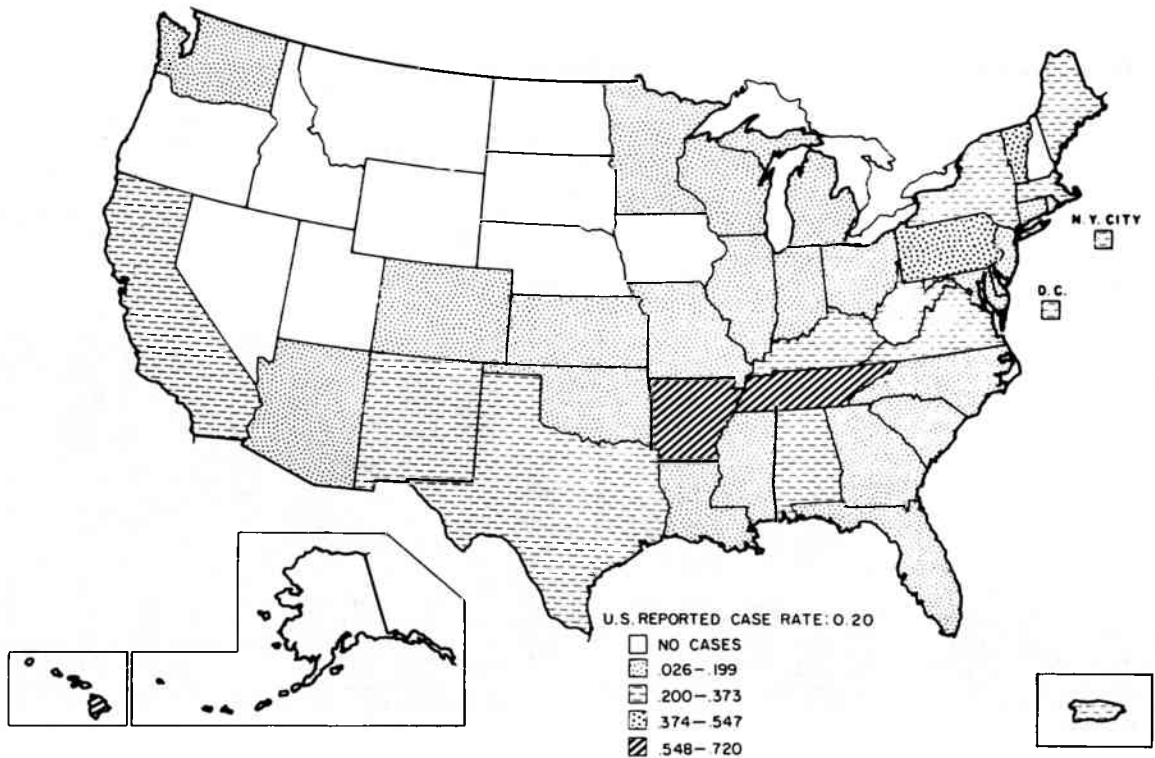 N.Y. CITY
D.C.
U.S. REPORTED CASE RATE: 0.20
NO CASES
.026–.199
.200–.373
.374–.547
.548–.720